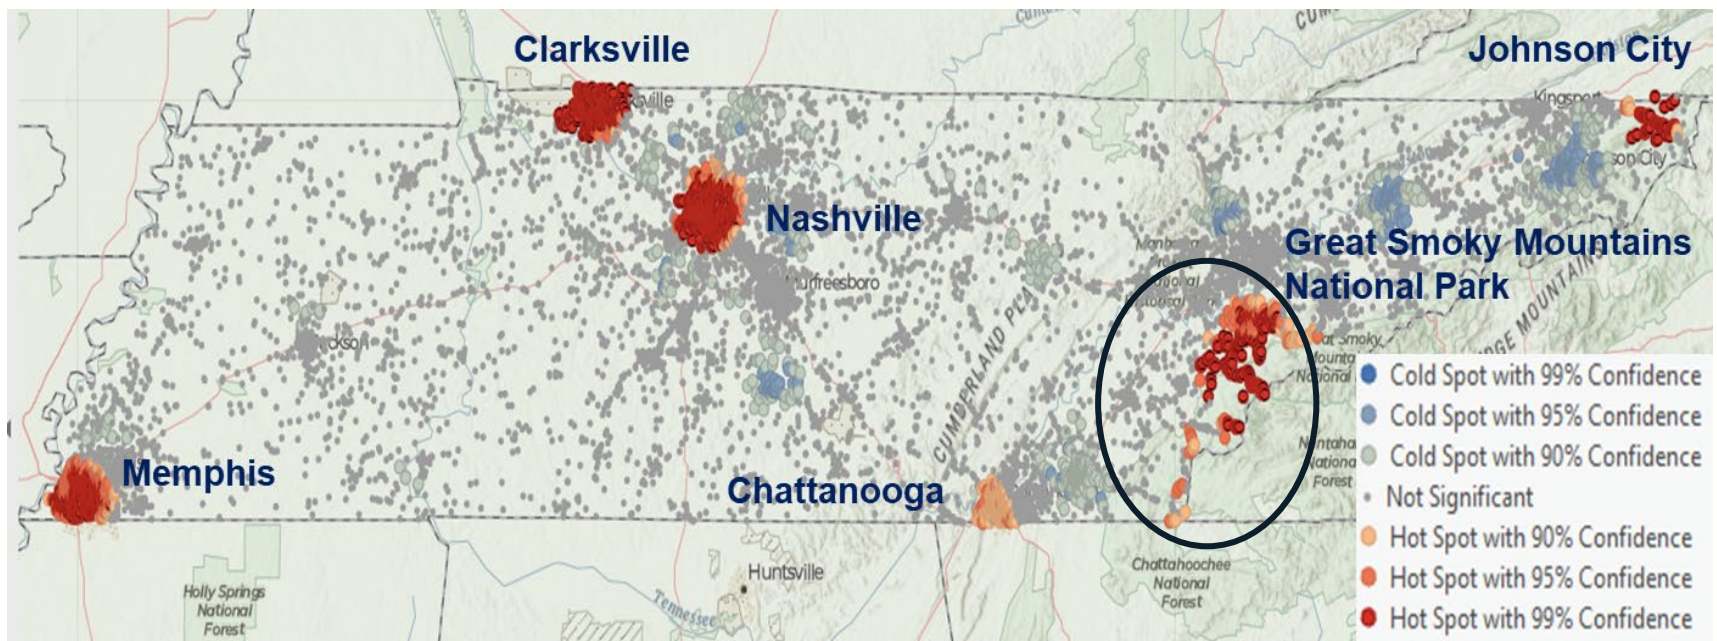 Clarksville
Johnson City
Nashville
Great Smoky Mountains
National Park
Memphis
Chattanooga
CUMBERLAND PLA
Huntsville
Tennessee
Holly Springs
National
Forest
Chattahoochee
National
Forest
Cold Spot with 99% Confidence
Cold Spot with 95% Confidence
Cold Spot with 90% Confidence
Not Significant
Hot Spot with 90% Confidence
Hot Spot with 95% Confidence
Hot Spot with 99% Confidence